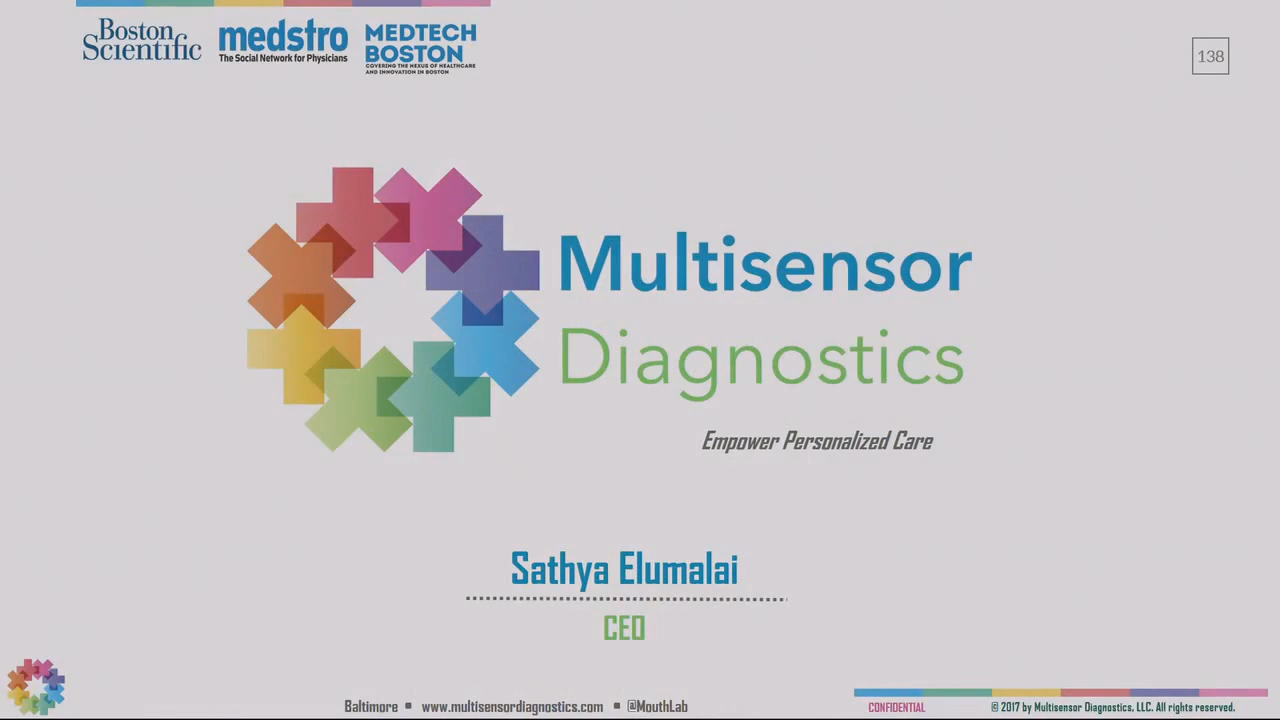 Boston
Scientific
medstro
The Social Network for Physicians
MEDTECH
BOSTON
COVERING THE NEXUS OF HEALTHCARE
AND INNOVATION IN BOSTON
138
Multisensor
Diagnostics
Empower Personalized Care
Sathya Elumalai
CEO
Baltimore ▪ www.multisensordiagnostics.com ▪ @MouthLab
CONFIDENTIAL
© 2017 by Multisensor Diagnostics, LLC. All rights reserved.